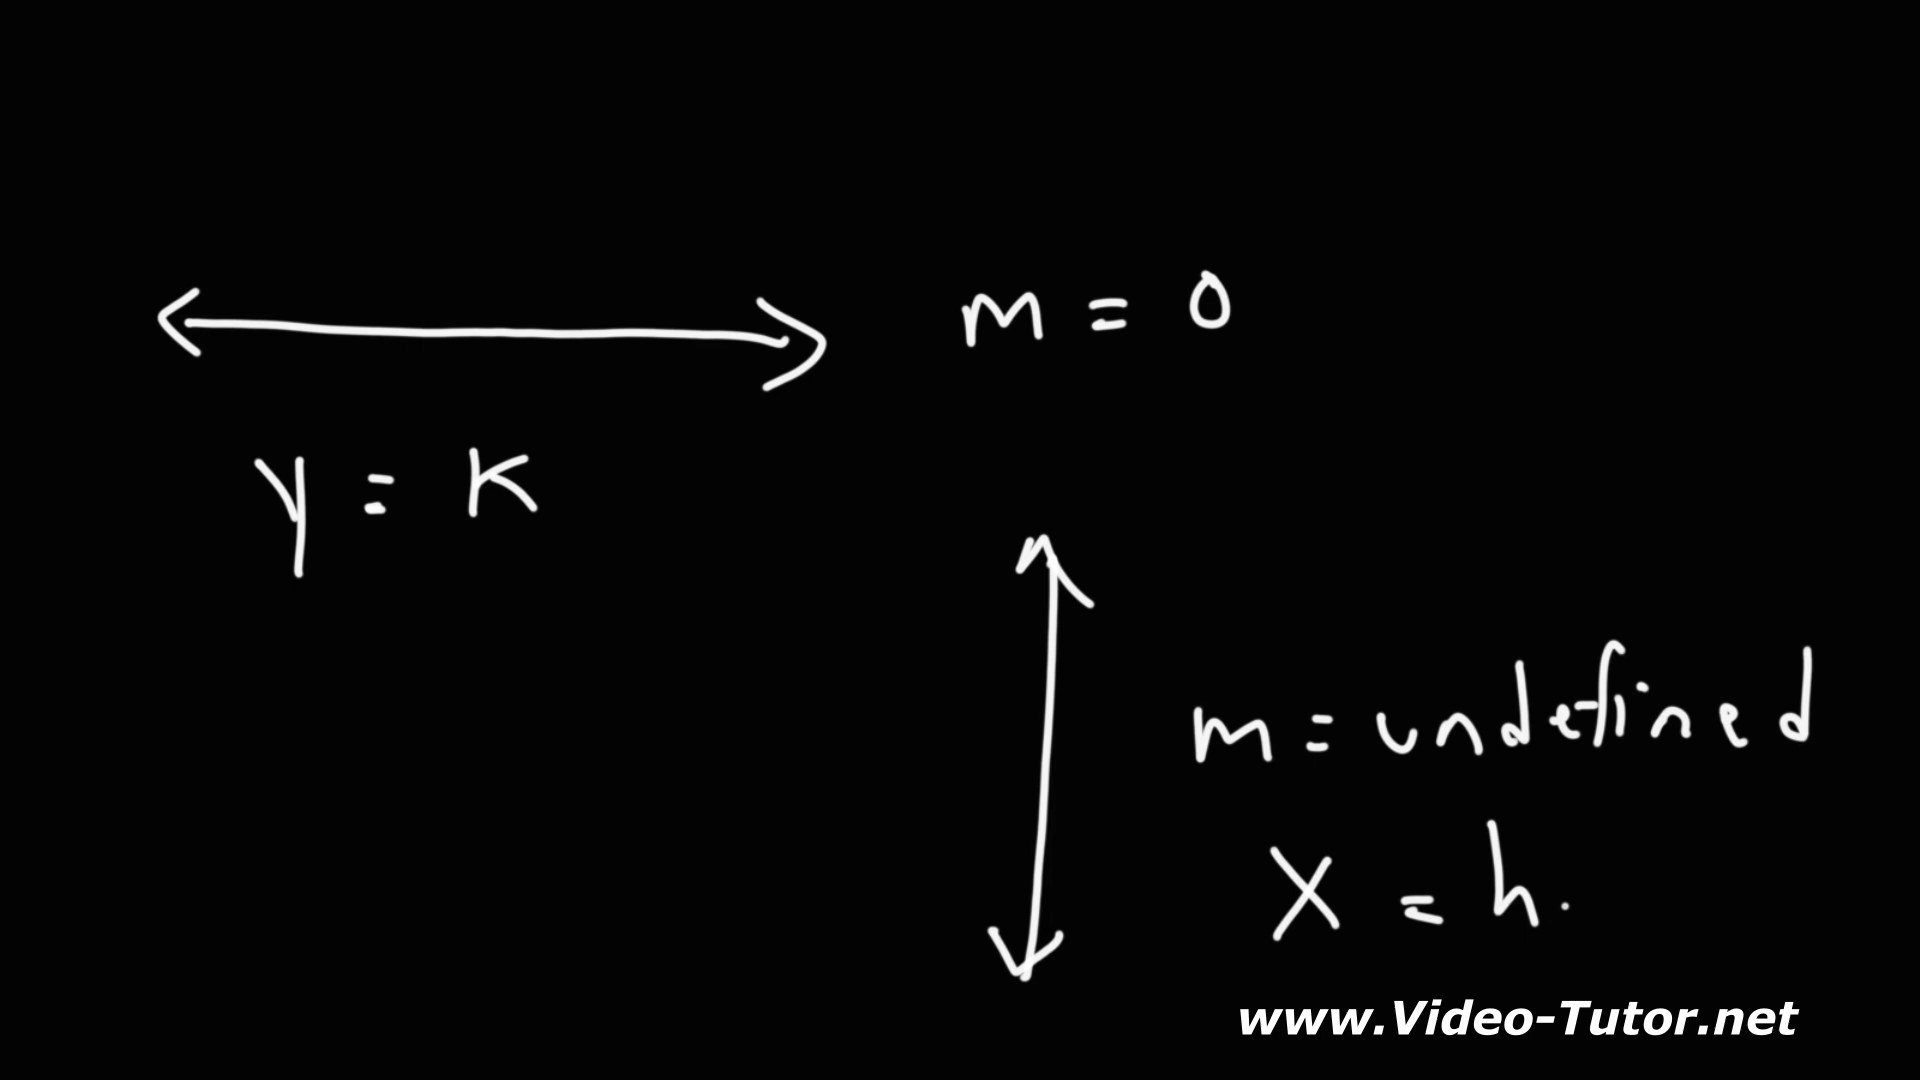 m = 0
y = K
m = undefined
x = h.
www.Video-Tutor.net